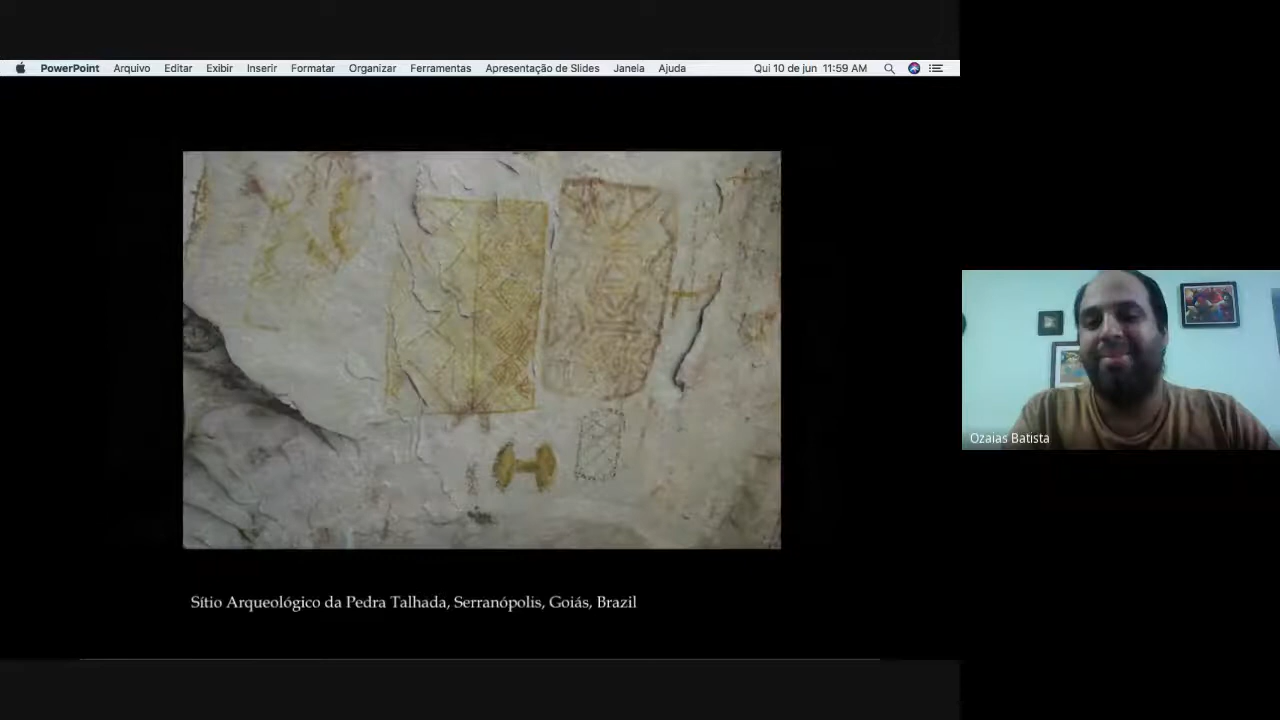 PowerPoint Arquivo Editar Exibir Inserir Formatar Organizar Ferramentas Apresentação de Slides Janela Ajuda Qui 10 de jun 11:59 AM
Ozaias Batista
Sítio Arqueológico da Pedra Talhada, Serranópolis, Goiás, Brazil